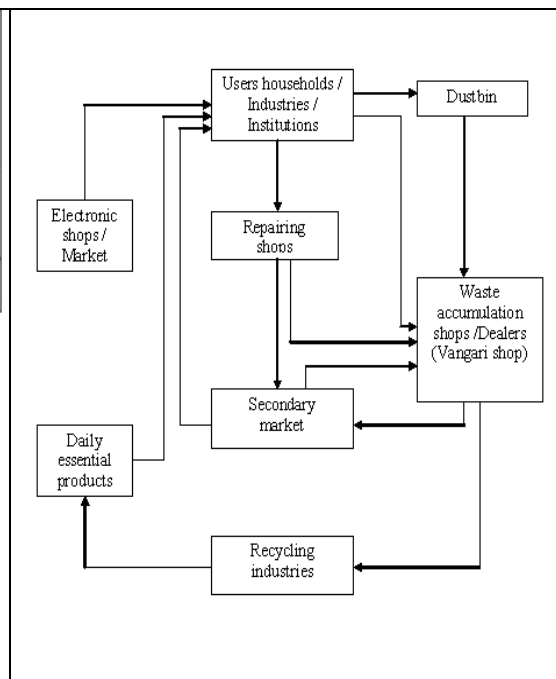 Users households /
Industries /
Institutions
Dustbin
Electronic
shops /
Market
Repairing
shops
Waste
accumulation
shops /Dealers
(Vangari shop)
Secondary
market
Daily
essential
products
Recycling
industries